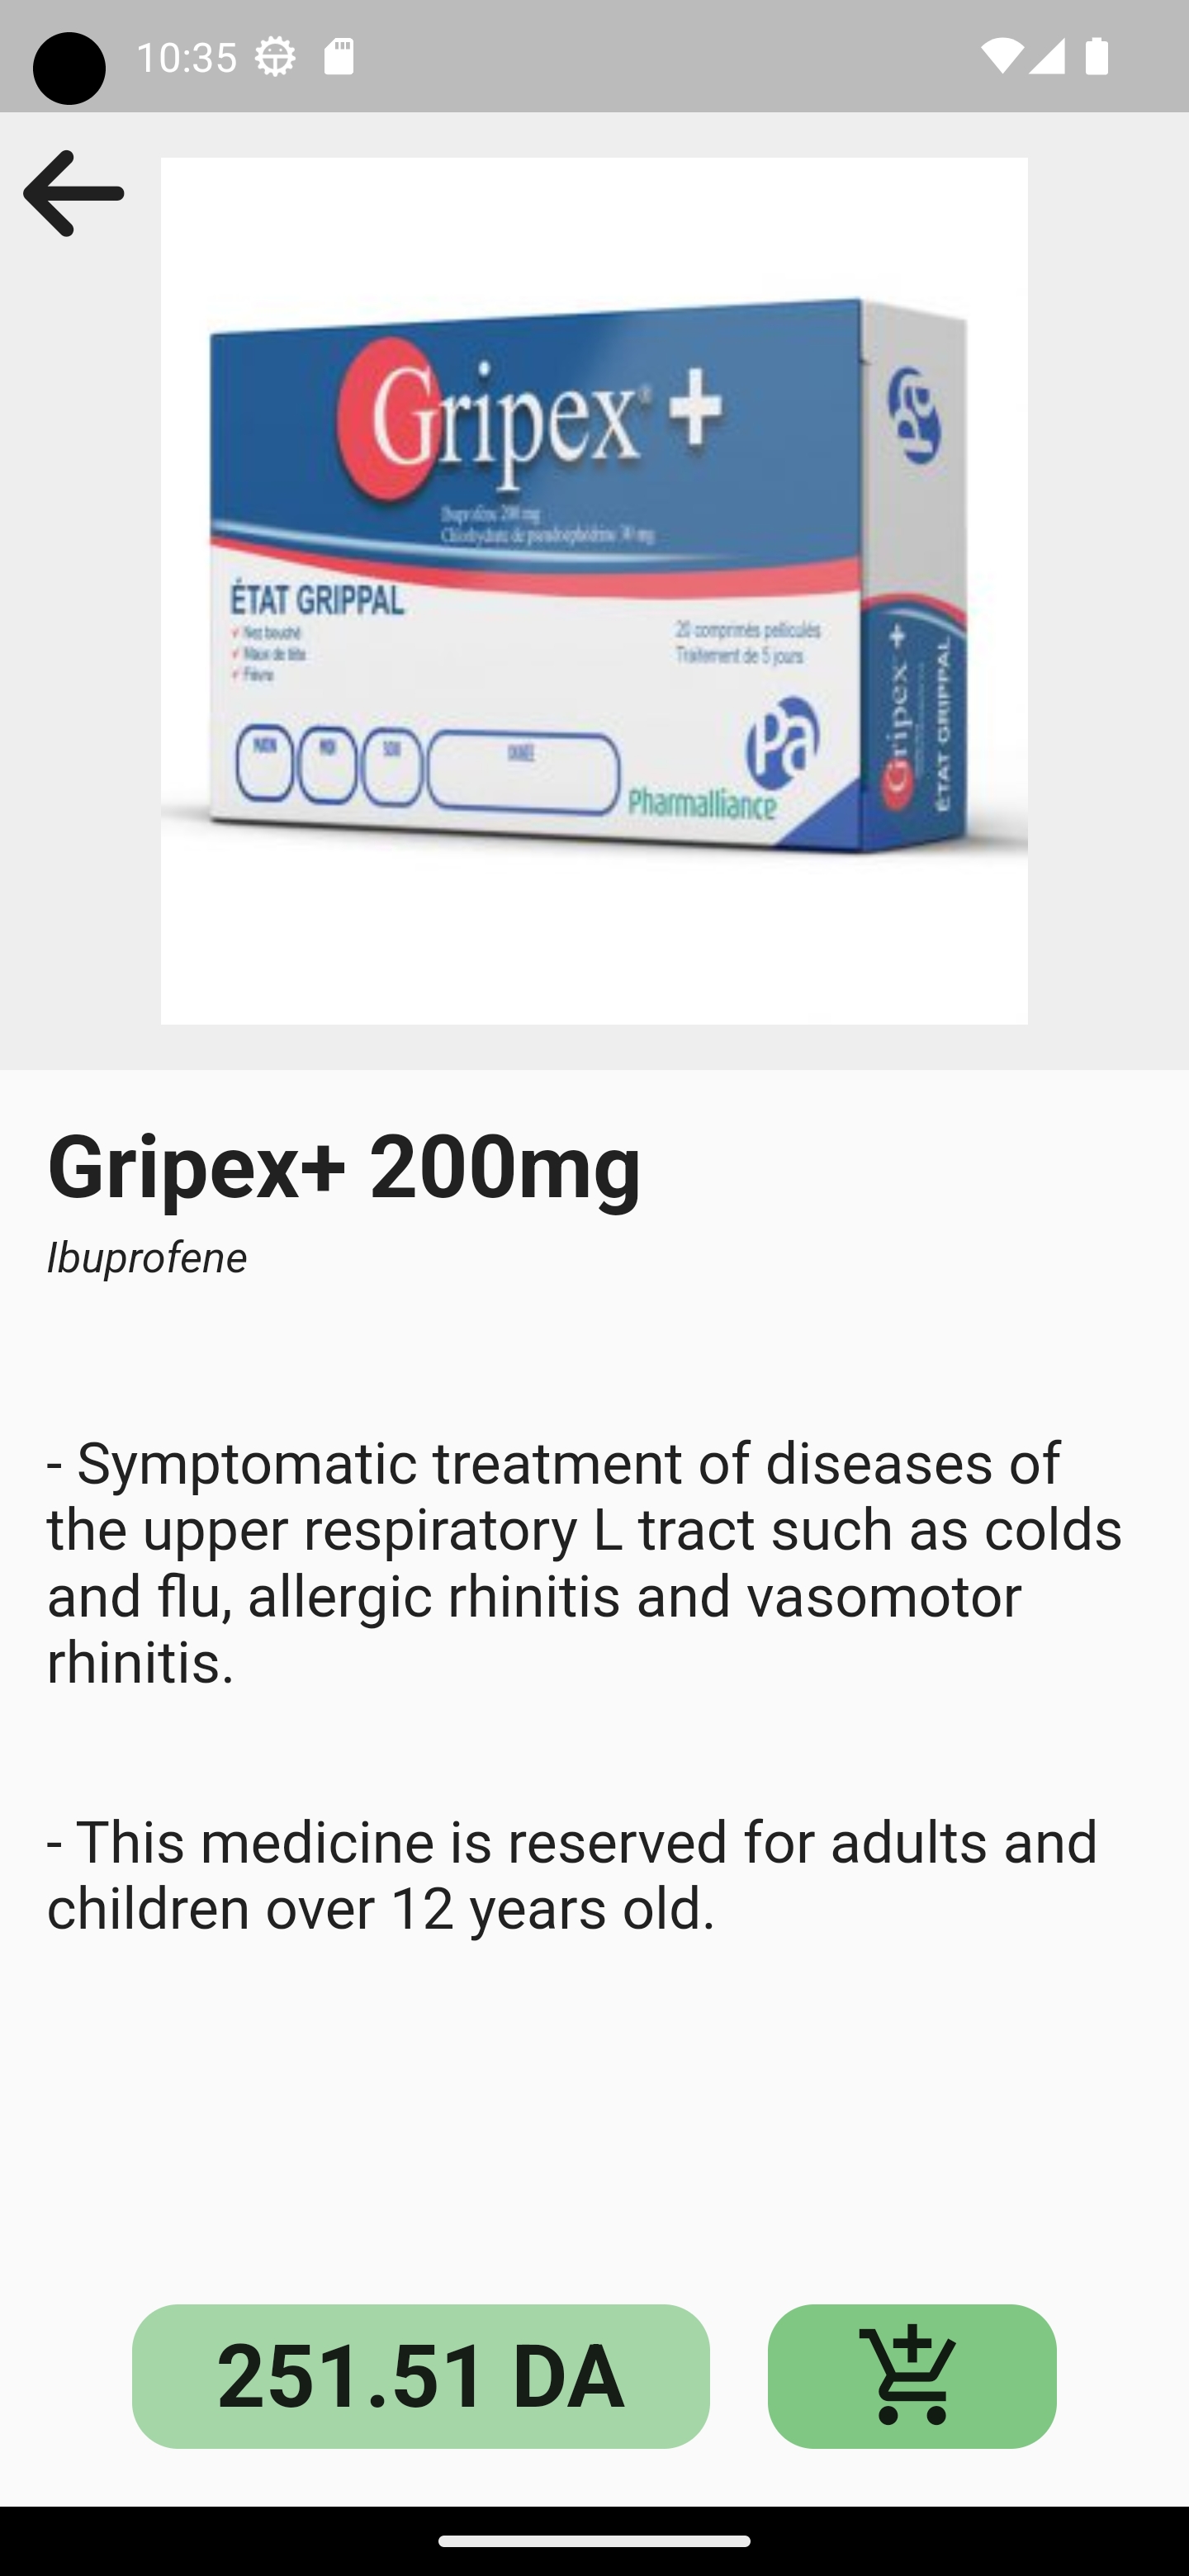 10:35
Gripex® +
Ibuprofène 200 mg
Chlorhydrate de pseudoéphédrine 30 mg
ÉTAT GRIPPAL
Nez bouché
Maux de tête
Fièvre
20 comprimés pelliculés
Traitement de 5 jours
MATIN
MIDI
SOIR
DURÉE
Pa
Pharmalliance
Pa
Gripex +
ÉTAT GRIPPAL
Gripex+ 200mg
Ibuprofene
- Symptomatic treatment of diseases of
the upper respiratory L tract such as colds
and flu, allergic rhinitis and vasomotor
rhinitis.
- This medicine is reserved for adults and
children over 12 years old.
251.51 DA